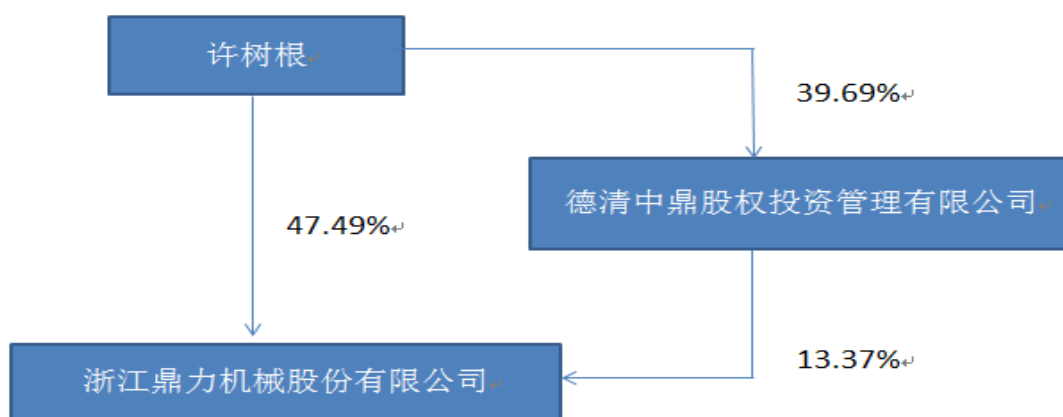 许树根
39.69%
德清中鼎股权投资管理有限公司
47.49%
13.37%
浙江鼎力机械股份有限公司